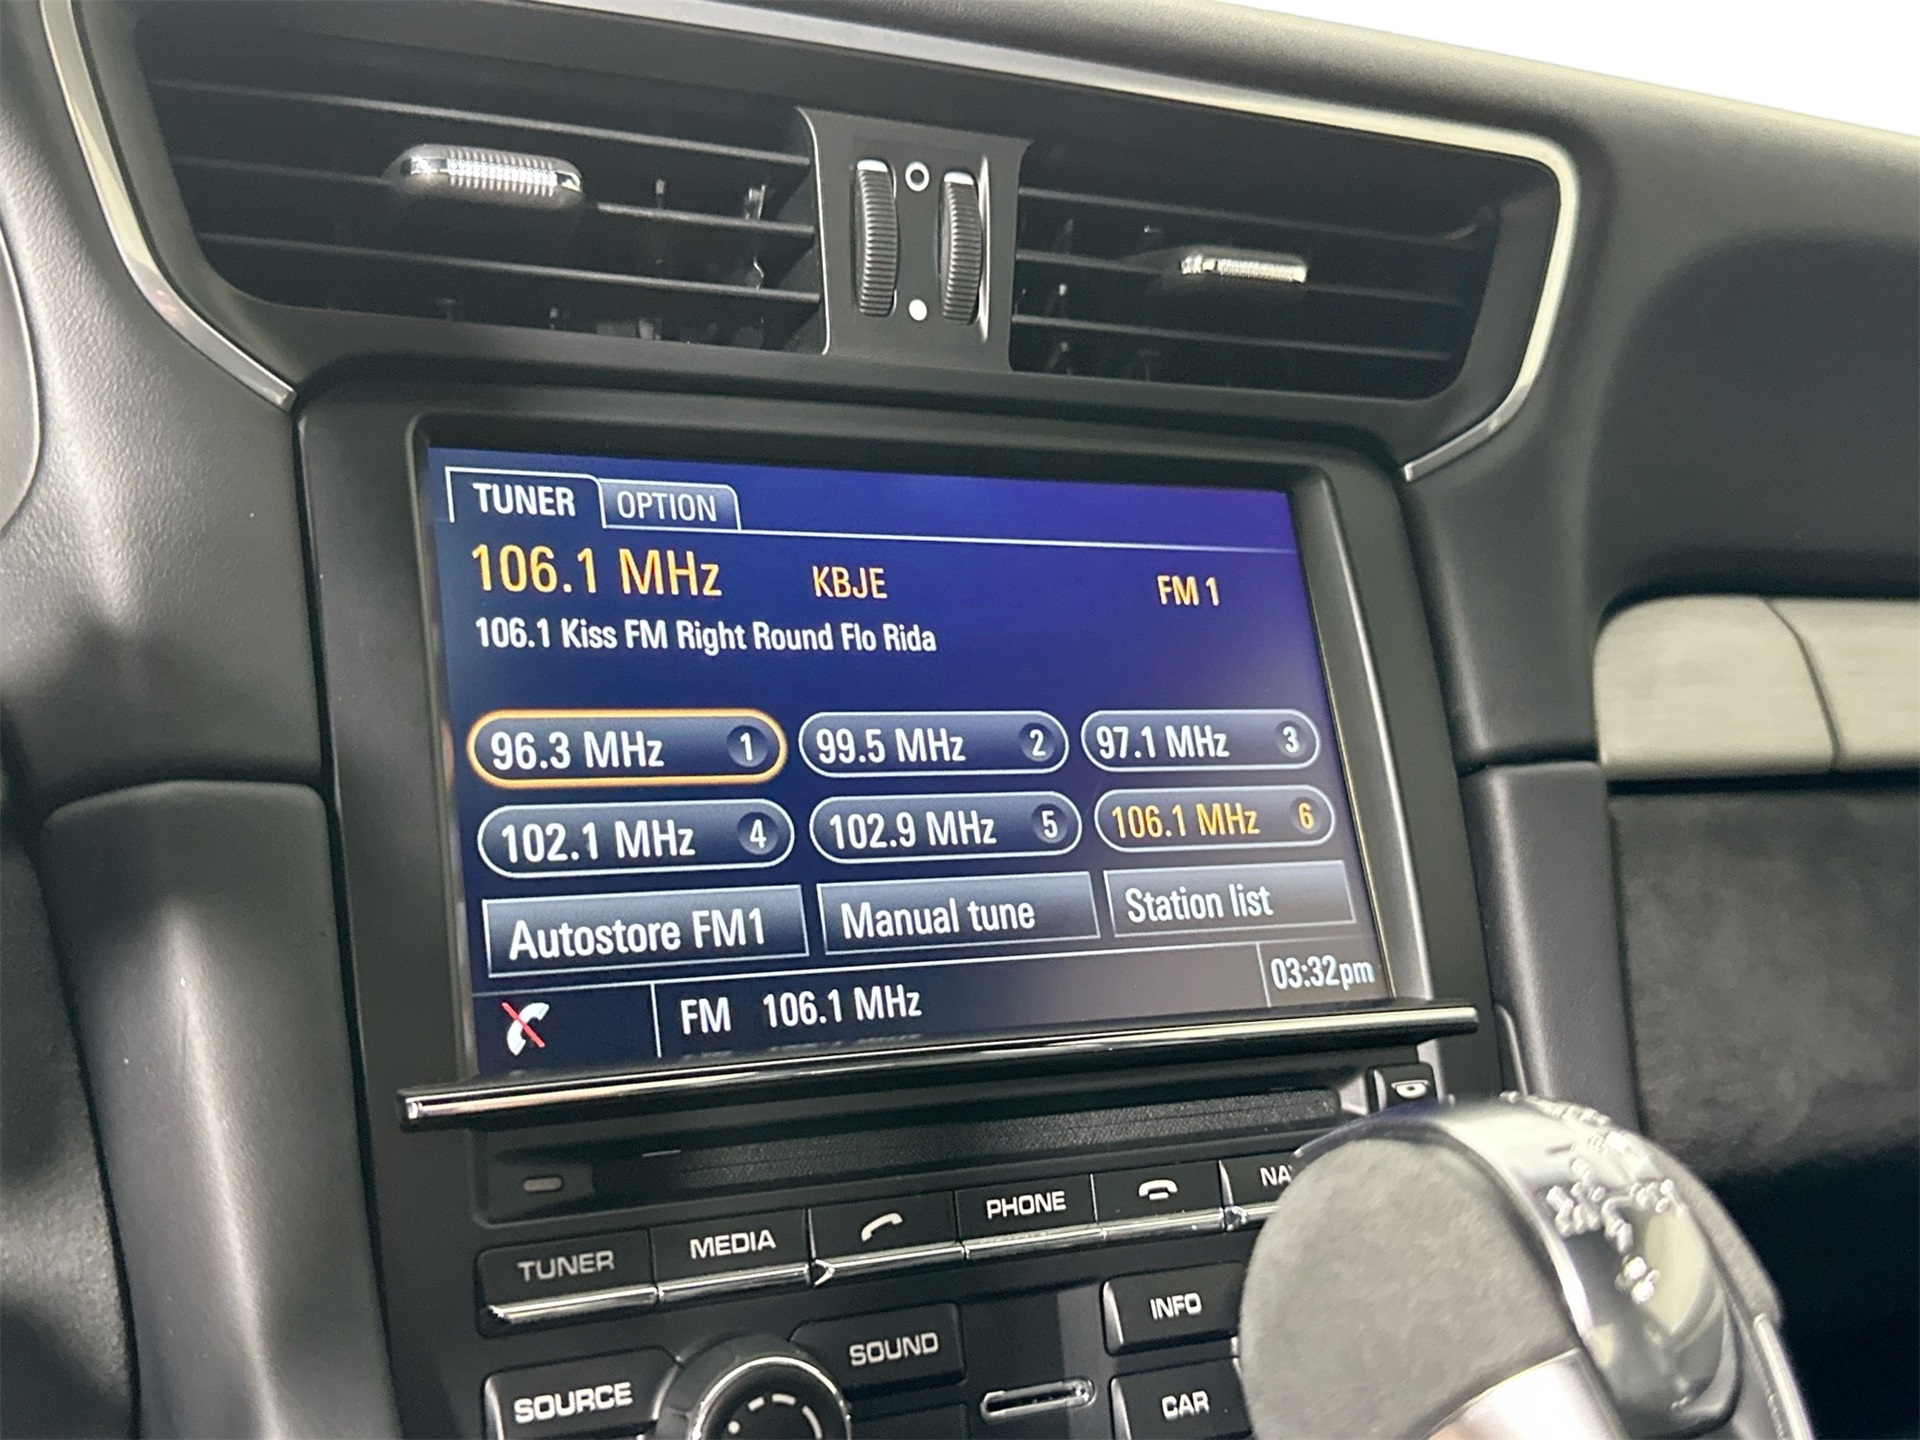 TUNER OPTION
106.1 MHz KBJE FM 1
106.1 Kiss FM Right Round Flo Rida
96.3 MHz 1 99.5 MHz 2 97.1 MHz 3
102.1 MHz 4 102.9 MHz 5 106.1 MHz 6
Autostore FM1 Manual tune Station list
FM 106.1 MHz 03:32pm
TUNER MEDIA PHONE
SOUND INFO
SOURCE CAR